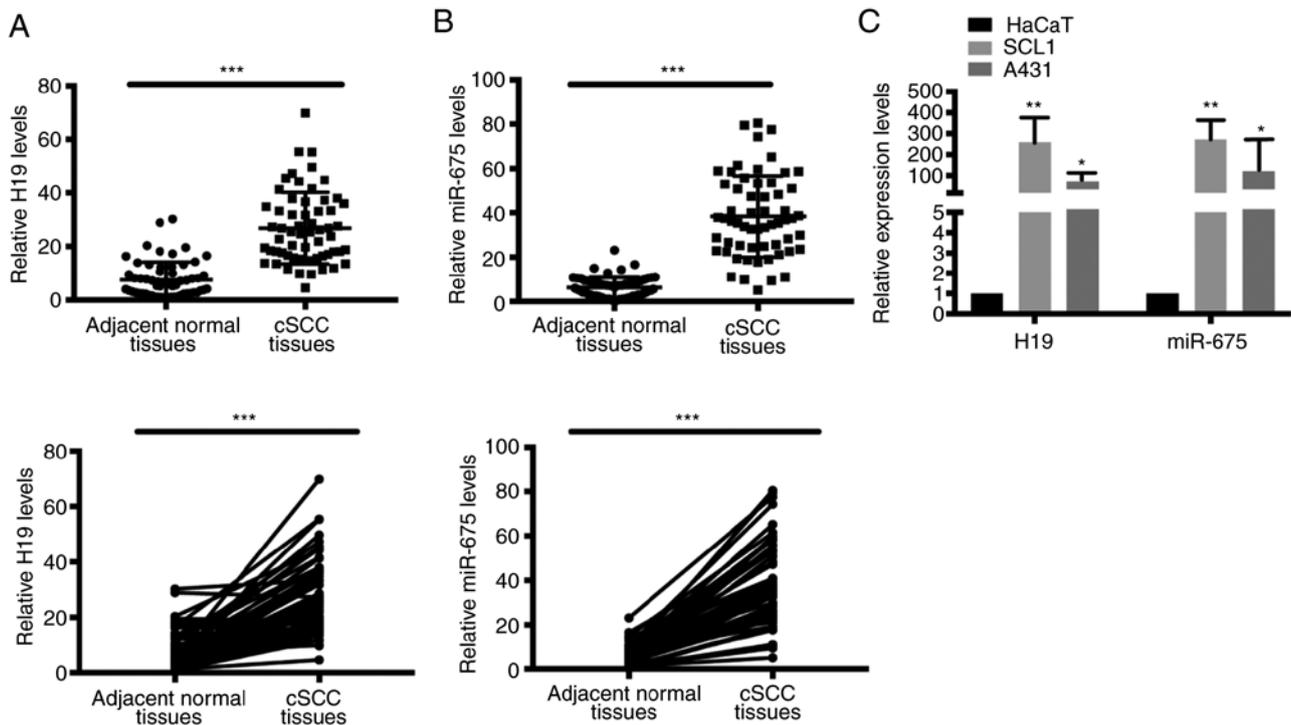 A
***
Relative H19 levels
80
60
40
20
0
Adjacent normal
tissues
cSCC
tissues
***
Relative H19 levels
80
60
40
20
0
Adjacent normal
tissues
cSCC
tissues
B
***
Relative miR-675 levels
100
80
60
40
20
0
Adjacent normal
tissues
cSCC
tissues
***
Relative miR-675 levels
100
80
60
40
20
0
Adjacent normal
tissues
cSCC
tissues
C
HaCaT
SCL1
A431
Relative expression levels
500
400
300
200
100
5
4
3
2
1
0
**
*
**
*
H19
miR-675